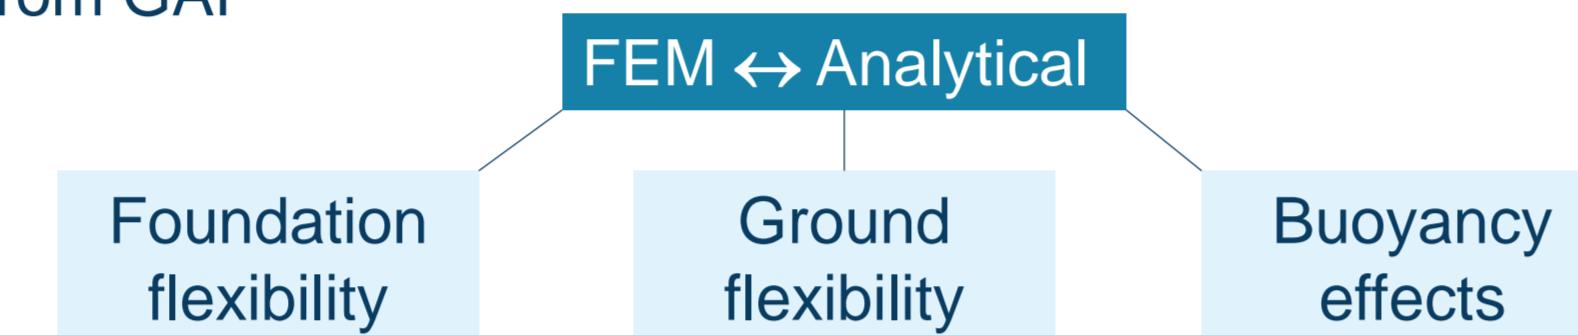 FEM ↔ Analytical
Foundation
flexibility
Ground
flexibility
Buoyancy
effects